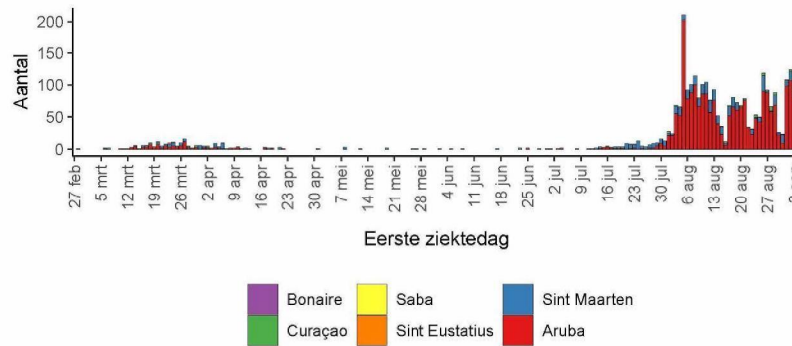 Aantal
200
150
100
50
0
27 feb
5 mrt
12 mrt
19 mrt
26 mrt
2 apr
9 apr
16 apr
23 apr
30 apr
7 mei
14 mei
21 mei
28 mei
4 jun
11 jun
18 jun
25 jun
2 jul
9 jul
16 jul
23 jul
30 jul
6 aug
13 aug
20 aug
27 aug
Eerste ziektedag
Bonaire Saba Sint Maarten
Curaçao Sint Eustatius Aruba